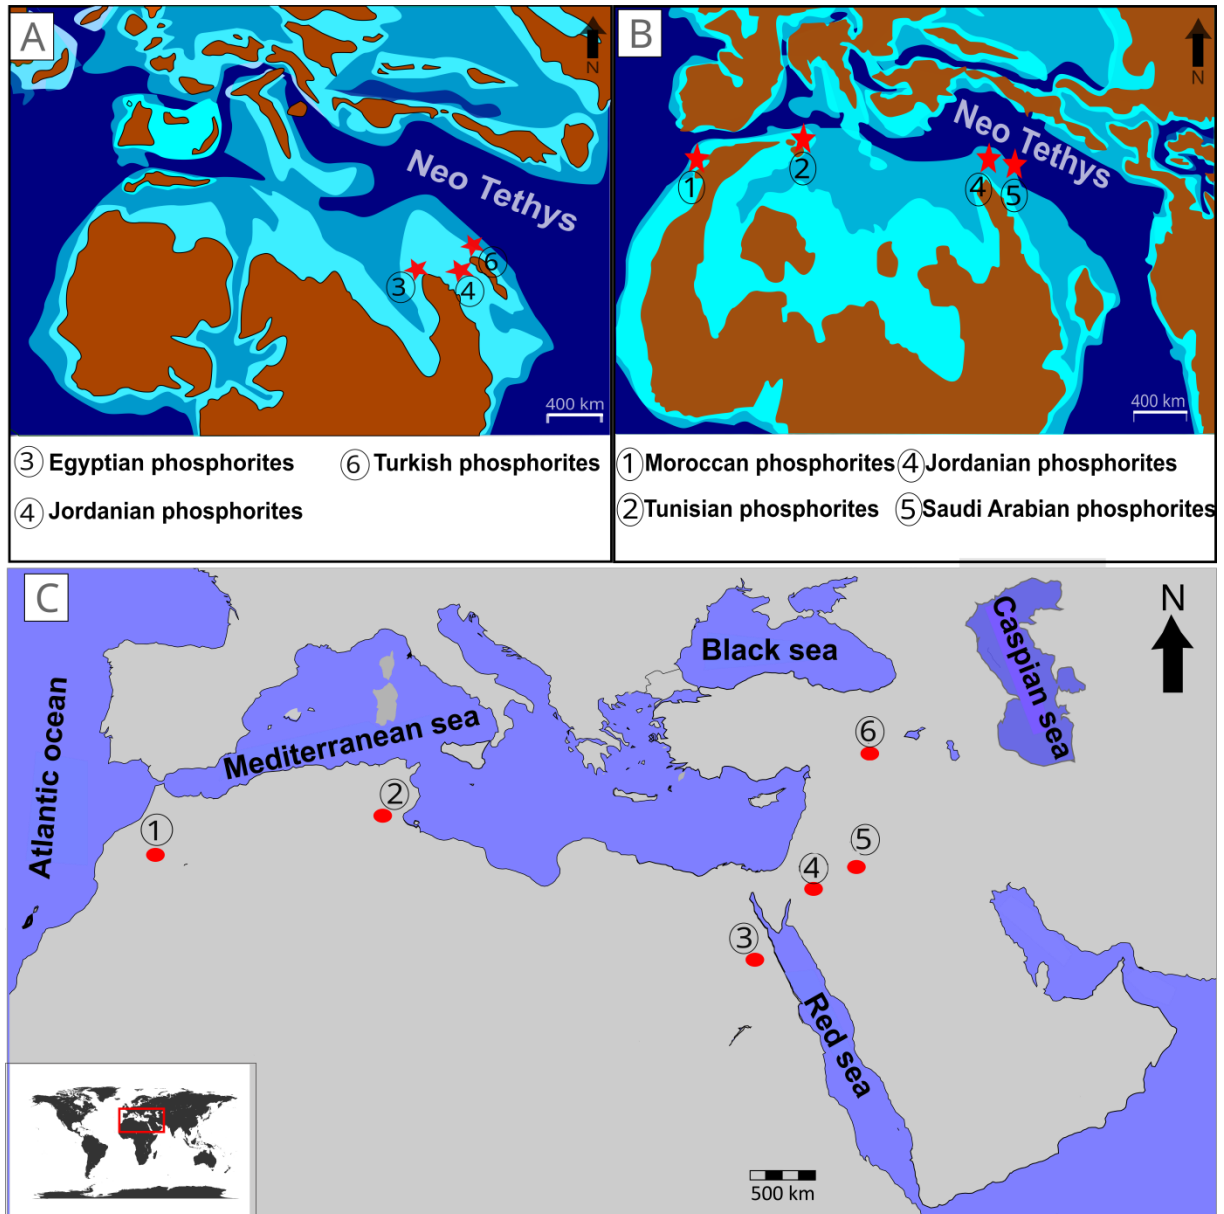 A
N
Neo Tethys
3
4
6
400 km
3 Egyptian phosphorites
6 Turkish phosphorites
4 Jordanian phosphorites
B
N
Neo Tethys
1
2
4
5
400 km
1 Moroccan phosphorites
4 Jordanian phosphorites
2 Tunisian phosphorites
5 Saudi Arabian phosphorites
C
N
Atlantic ocean
Mediterranean sea
Black sea
Caspian sea
Red sea
1
2
3
4
5
6
500 km